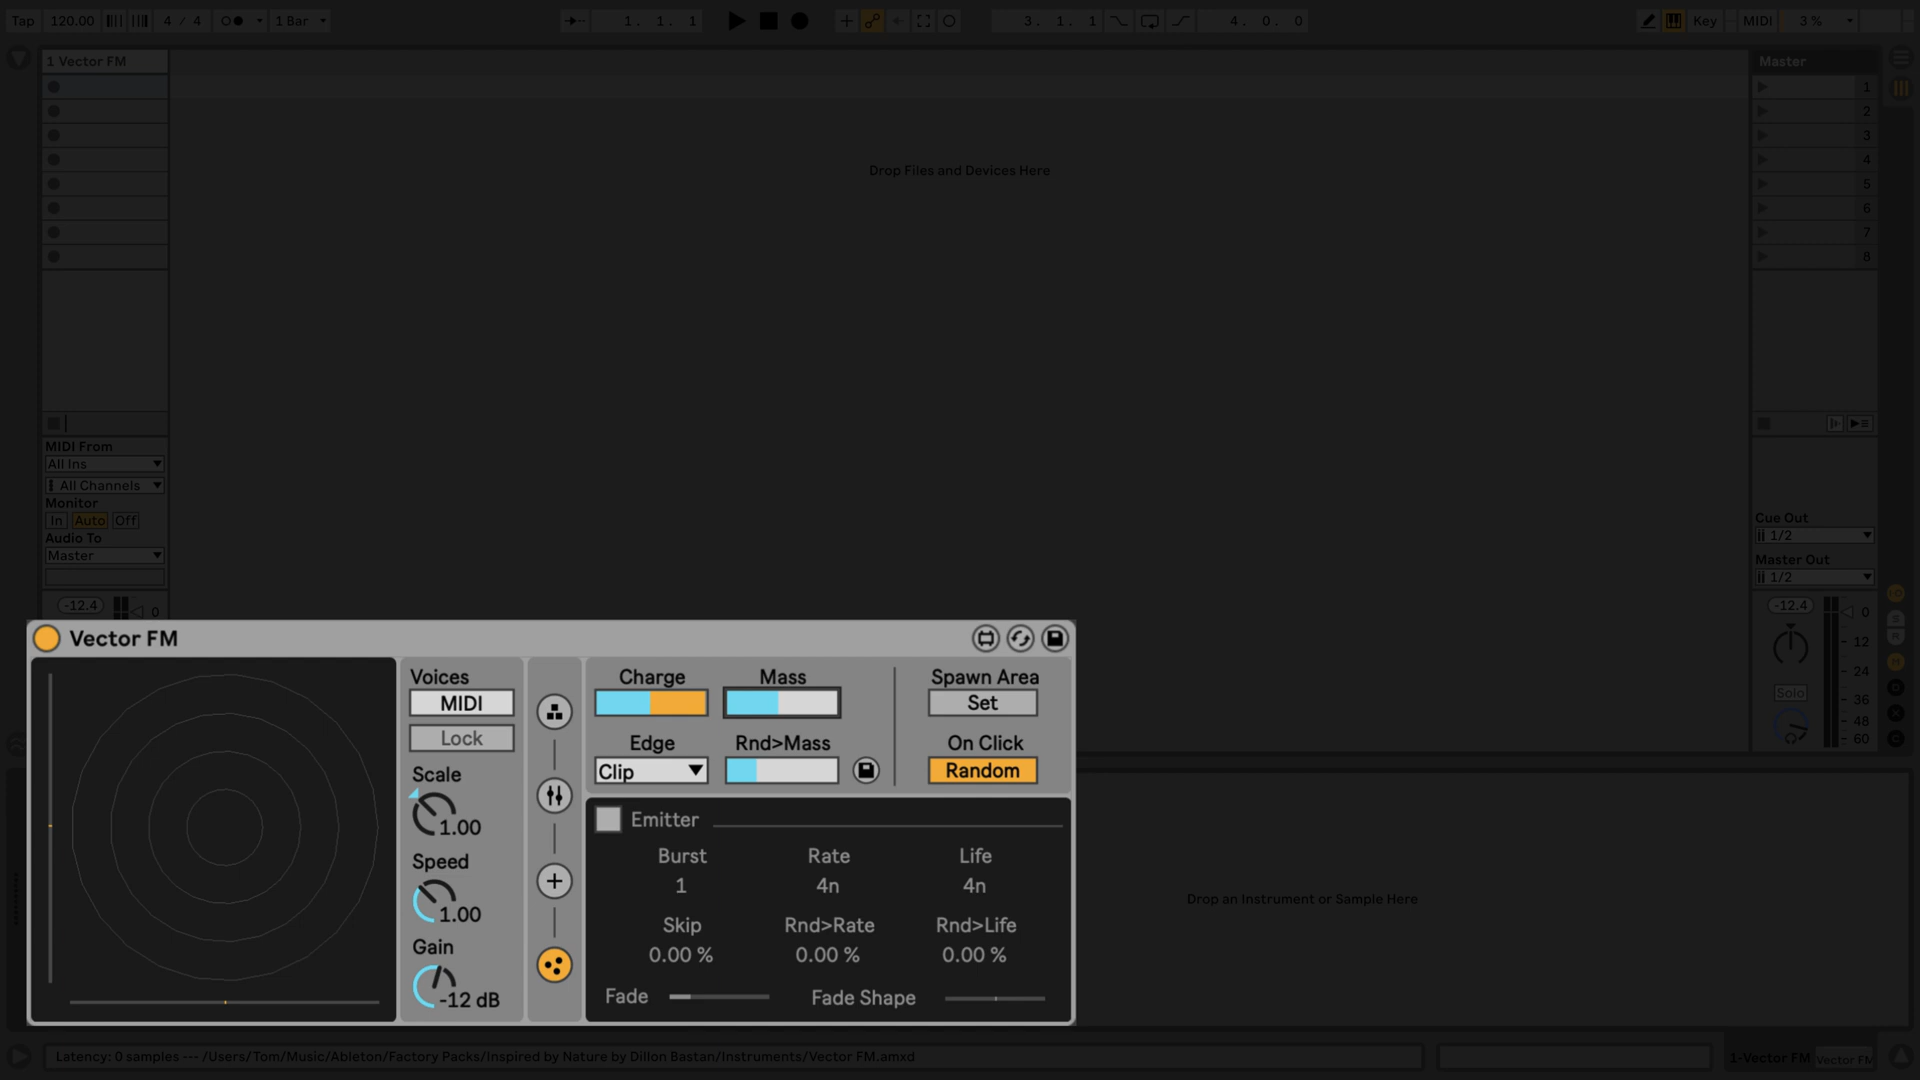 Tap 120.00 4 / 4 1 Bar 1. 1. 1 3. 1. 1 4. 0. 0 Key MIDI 3 %
1 Vector FM
Master
1
2
3
4
5
6
7
8
Drop Files and Devices Here
MIDI From
All Ins
All Channels
Monitor
In Auto Off
Audio To
Master
-12.4 0
Cue Out
1/2
Master Out
1/2
-12.4 0
12
24
36
48
60
Solo
S
R
Vector FM
Voices
MIDI
Lock
Scale
1.00
Speed
1.00
Gain
-12 dB
Charge Mass Spawn Area
Set
Edge Rnd>Mass On Click
Clip Random
Emitter
Burst Rate Life
1 4n 4n
Skip Rnd>Rate Rnd>Life
0.00 % 0.00 % 0.00 %
Fade Fade Shape
Drop an Instrument or Sample Here
Latency: 0 samples --- /Users/Tom/Music/Ableton/Factory Packs/Inspired by Nature by Dillon Bastan/Instruments/Vector FM.amxd
1-Vector FM Vector FM